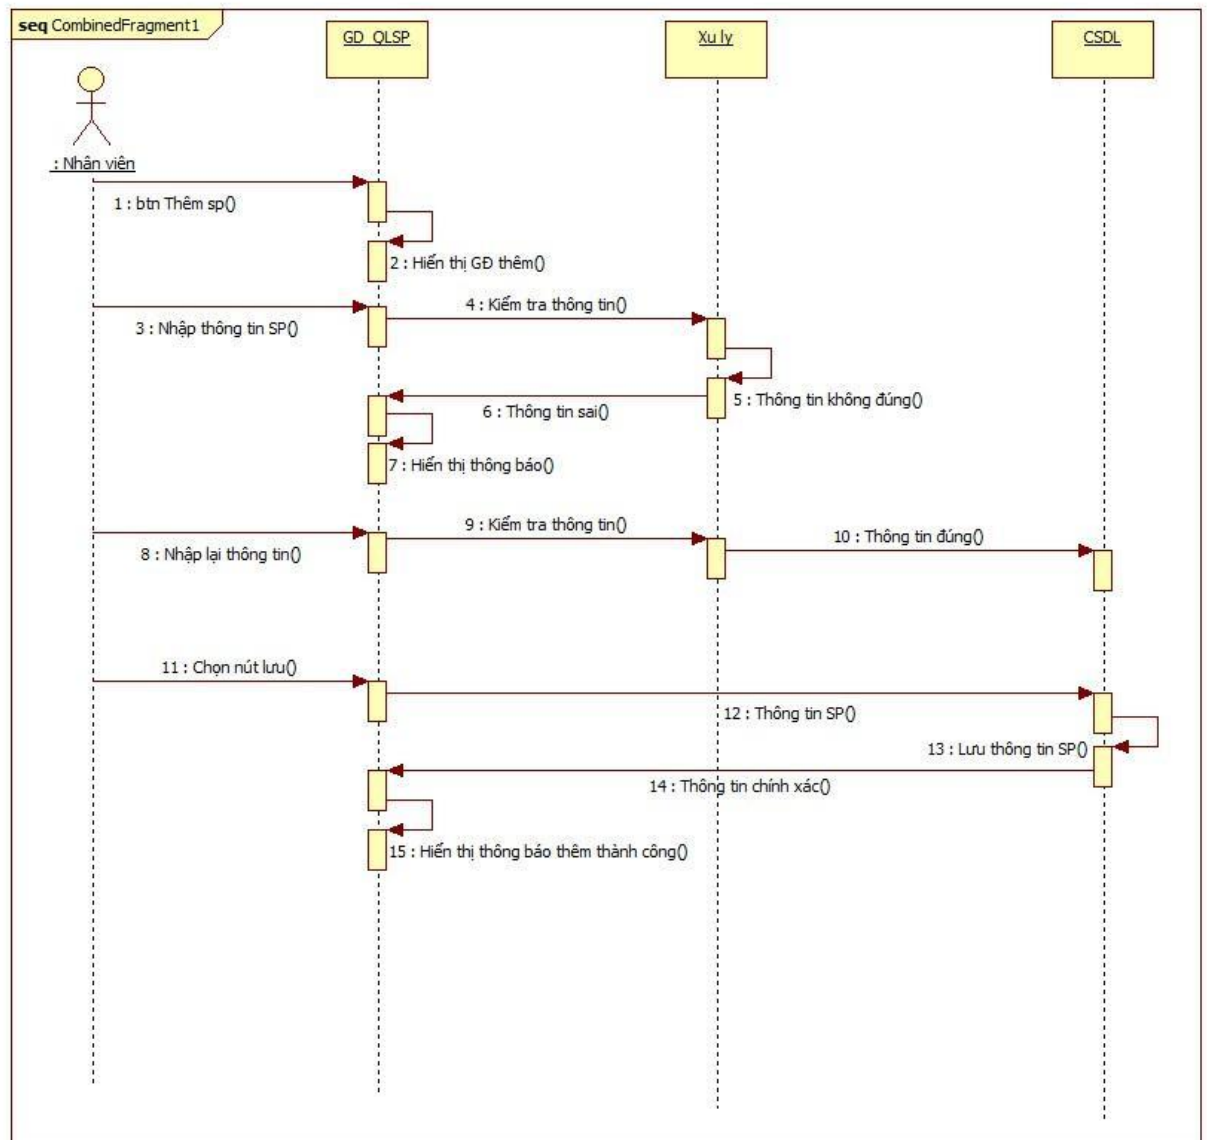 seq CombinedFragment1
GD_QLSP
Xu ly
CSDL
: Nhân viên
1 : btn Thêm sp()
2 : Hiển thị GĐ thêm()
3 : Nhập thông tin SP()
4 : Kiểm tra thông tin()
5 : Thông tin không đúng()
6 : Thông tin sai()
7 : Hiển thị thông báo()
8 : Nhập lại thông tin()
9 : Kiểm tra thông tin()
10 : Thông tin đúng()
11 : Chọn nút lưu()
12 : Thông tin SP()
13 : Lưu thông tin SP()
14 : Thông tin chính xác()
15 : Hiển thị thông báo thêm thành công()